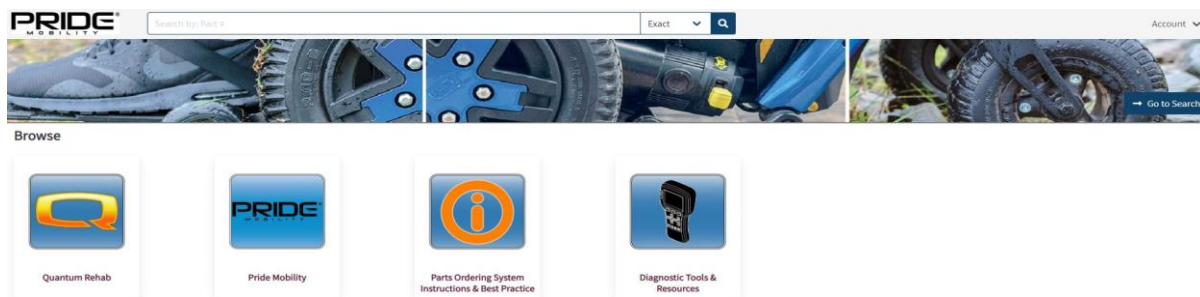 PRIDE
MOBILITY
Search by: Part #
Exact
Account
→ Go to Search
Browse
PRIDE
MOBILITY
Quantum Rehab
Pride Mobility
Parts Ordering System
Instructions & Best Practice
Diagnostic Tools &
Resources